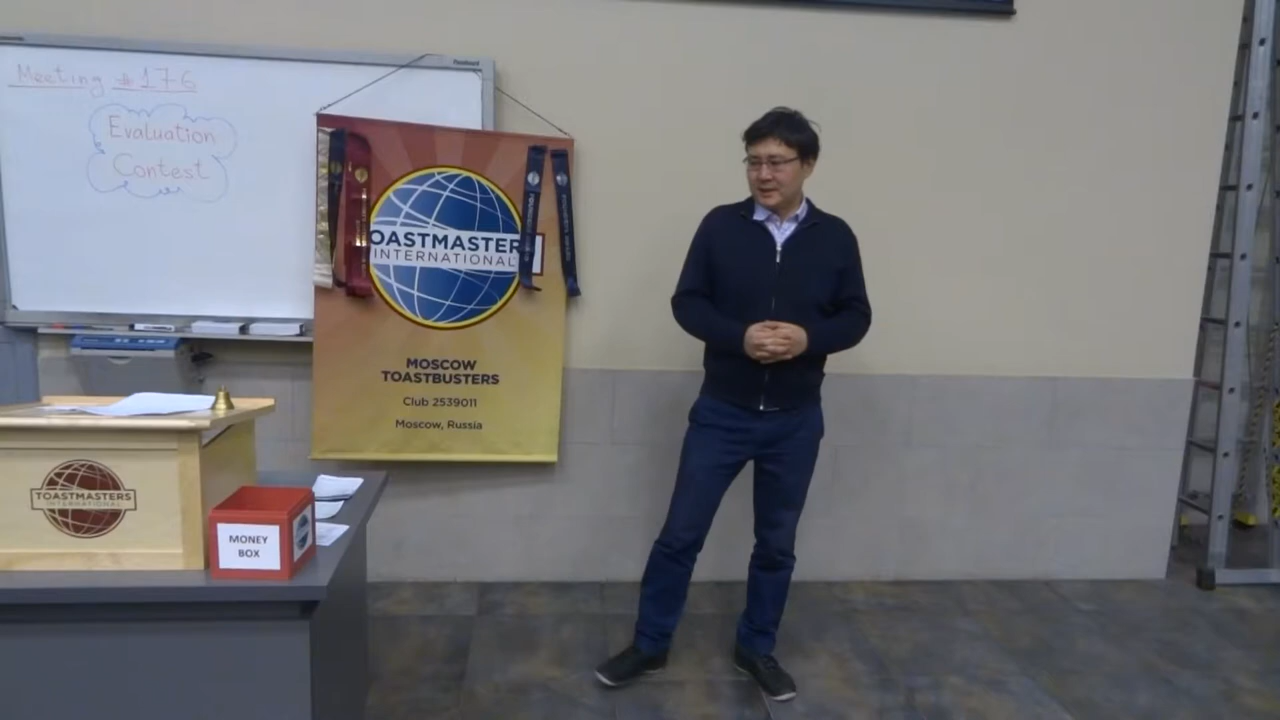 Meeting #176
Evaluation
Contest
OASTMASTER
INTERNATIONAL
MOSCOW
TOASTBUSTERS
Club 2539011
Moscow, Russia
TOASTMASTERS
INTERNATIONAL
MONEY
BOX